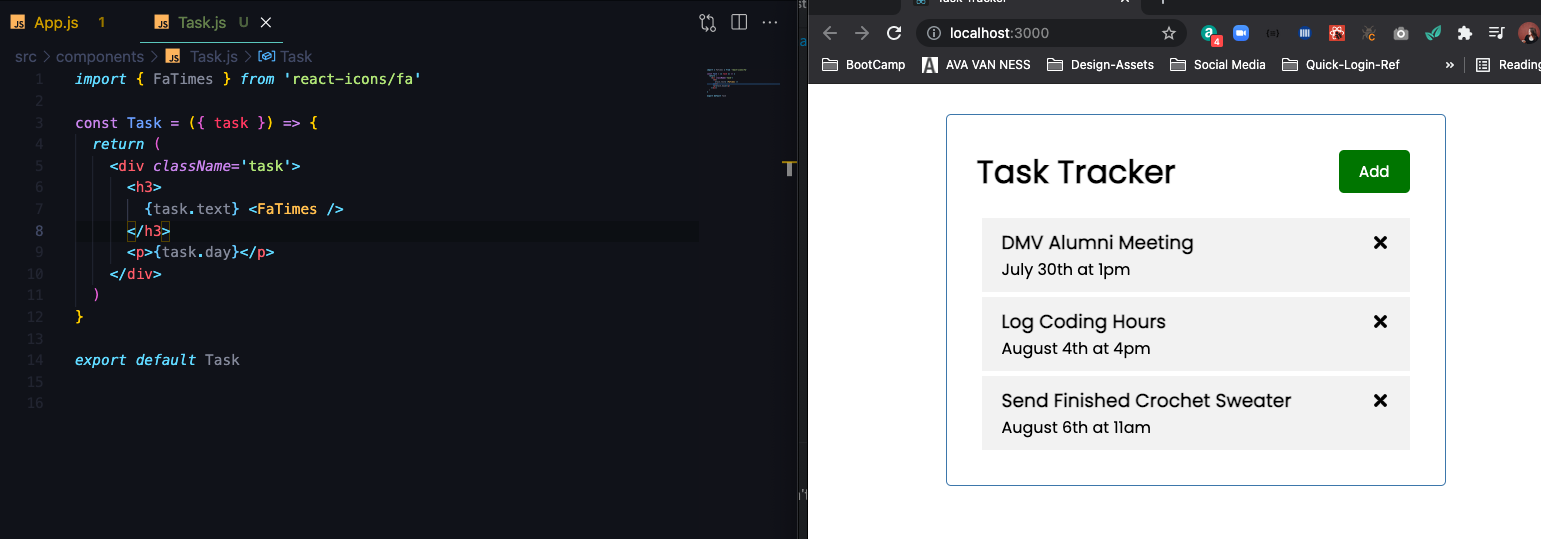 JS App.js 1 JS Task.js U
src > components > JS Task.js > Task
1 import { FaTimes } from 'react-icons/fa'
2
3 const Task = ({ task }) => {
4 return (
5 <div className='task'>
6 <h3>
7 {task.text} <FaTimes />
8 </h3>
9 <p>{task.day}</p>
10 </div>
11 )
12 }
13
14 export default Task
15
16
localhost:3000
4
BootCamp AVA VAN NESS Design-Assets Social Media Quick-Login-Ref » Reading
Task Tracker
Add
DMV Alumni Meeting
July 30th at 1pm
Log Coding Hours
August 4th at 4pm
Send Finished Crochet Sweater
August 6th at 11am